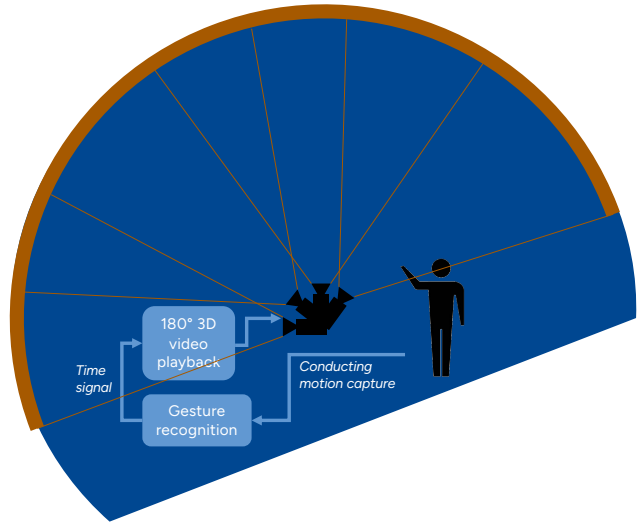 180° 3D
video
playback
Time
signal
Conducting
motion capture
Gesture
recognition